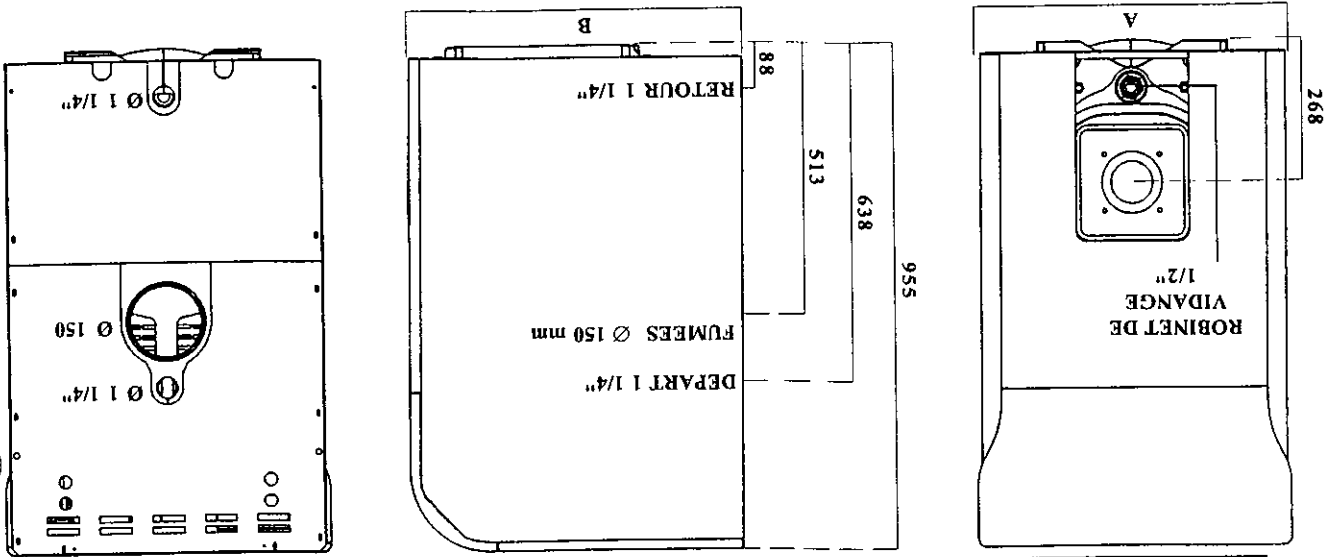 ROBINET DE
VIDANGE
1/2"
268
A
955
638
513
88
DEPART 1 1/4"
FUMEES Ø 150 mm
RETOUR 1 1/4"
B
Ø 1 1/4"
Ø 150
Ø 1 1/4"